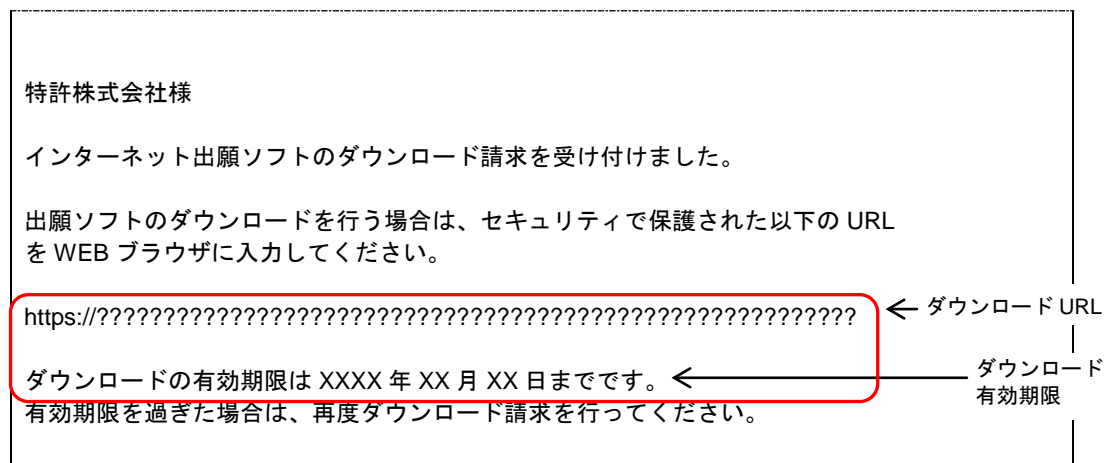 特許株式会社様
インターネット出願ソフトのダウンロード請求を受け付けました。
出願ソフトのダウンロードを行う場合は、セキュリティで保護された以下の URL
を WEB ブラウザに入力してください。
https://?????????????????????????????????????????????????????????
ダウンロード URL
ダウンロードの有効期限は XXXX 年 XX 月 XX 日までです。
ダウンロード
有効期限
有効期限を過ぎた場合は、再度ダウンロード請求を行ってください。